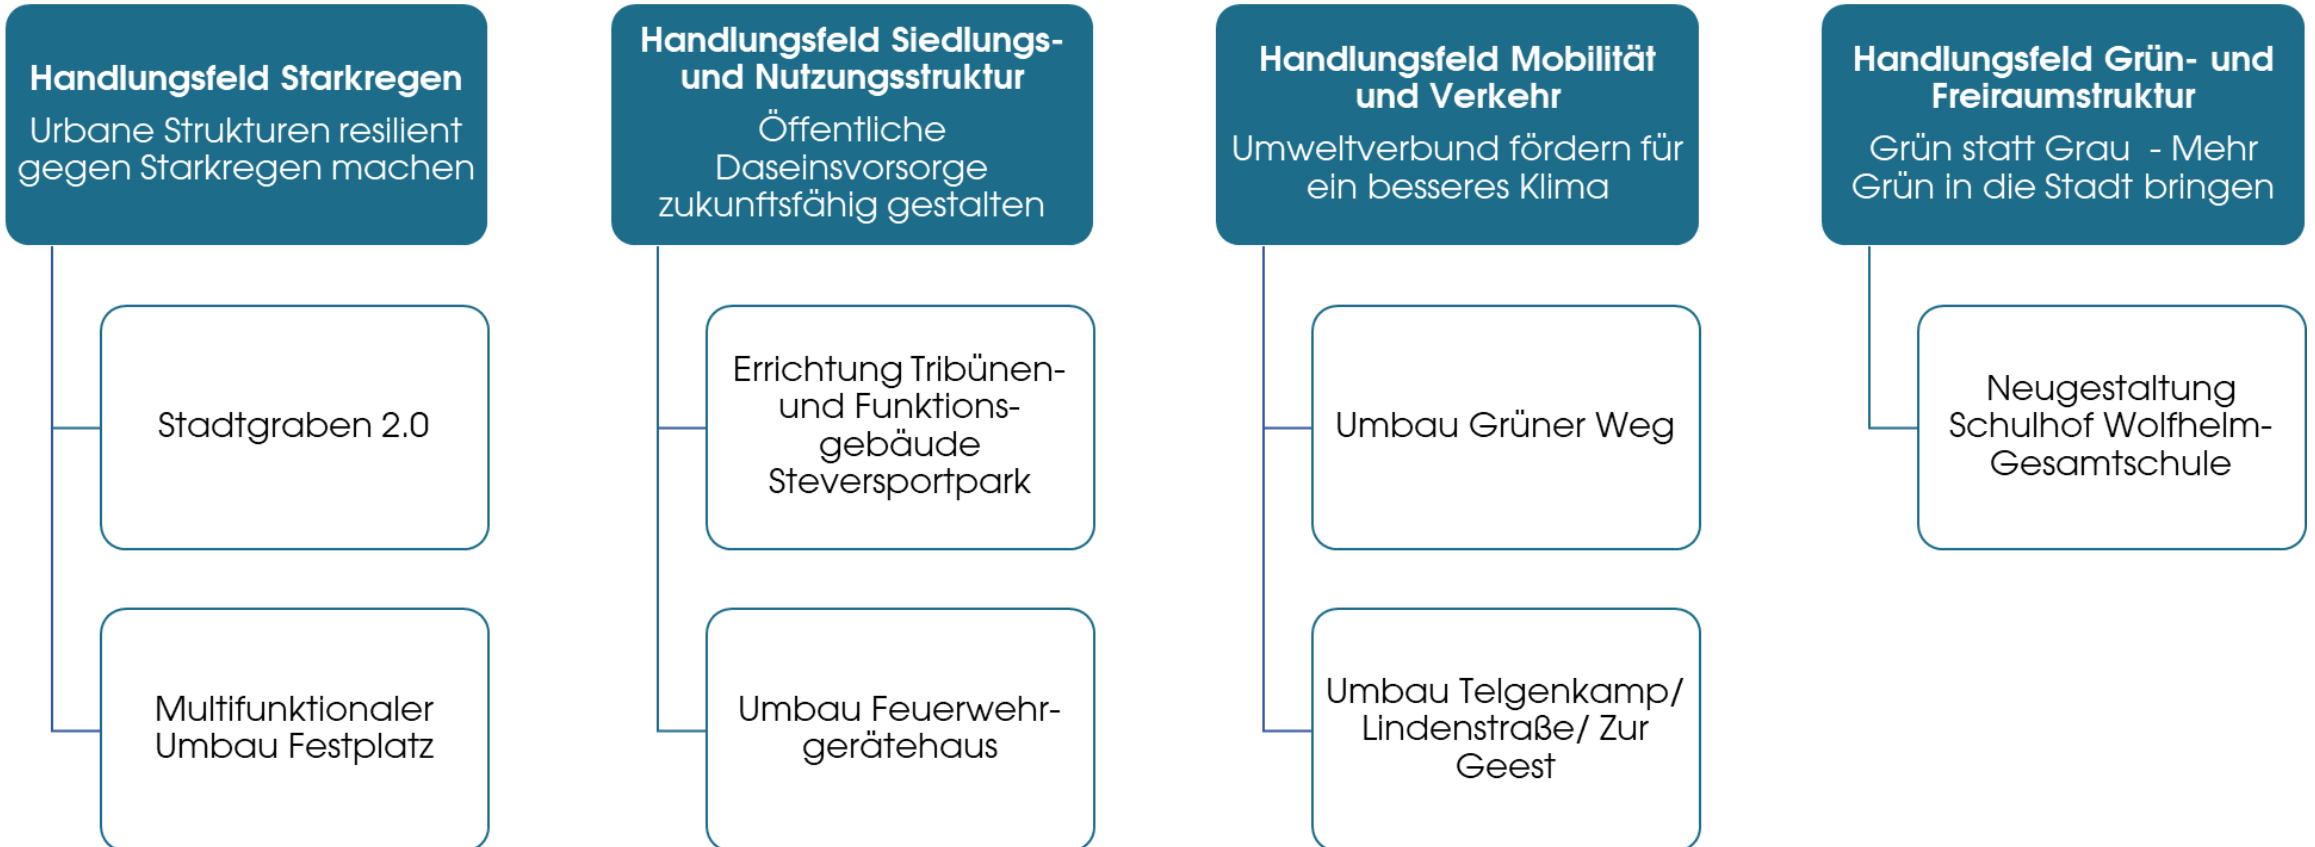 Handlungsfeld Starkregen
Urbane Strukturen resilient
gegen Starkregen machen
Stadtgraben 2.0
Multifunktionaler
Umbau Festplatz
Handlungsfeld Siedlungs-
und Nutzungsstruktur
Öffentliche
Daseinsvorsorge
zukunftsfähig gestalten
Errichtung Tribünen-
und Funktions-
gebäude
Steversportpark
Umbau Feuerwehr-
gerätehaus
Handlungsfeld Mobilität
und Verkehr
Umweltverbund fördern für
ein besseres Klima
Umbau Grüner Weg
Umbau Telgenkamp/
Lindenstraße/ Zur
Geest
Handlungsfeld Grün- und
Freiraumstruktur
Grün statt Grau  - Mehr
Grün in die Stadt bringen
Neugestaltung
Schulhof Wolfhelm-
Gesamtschule